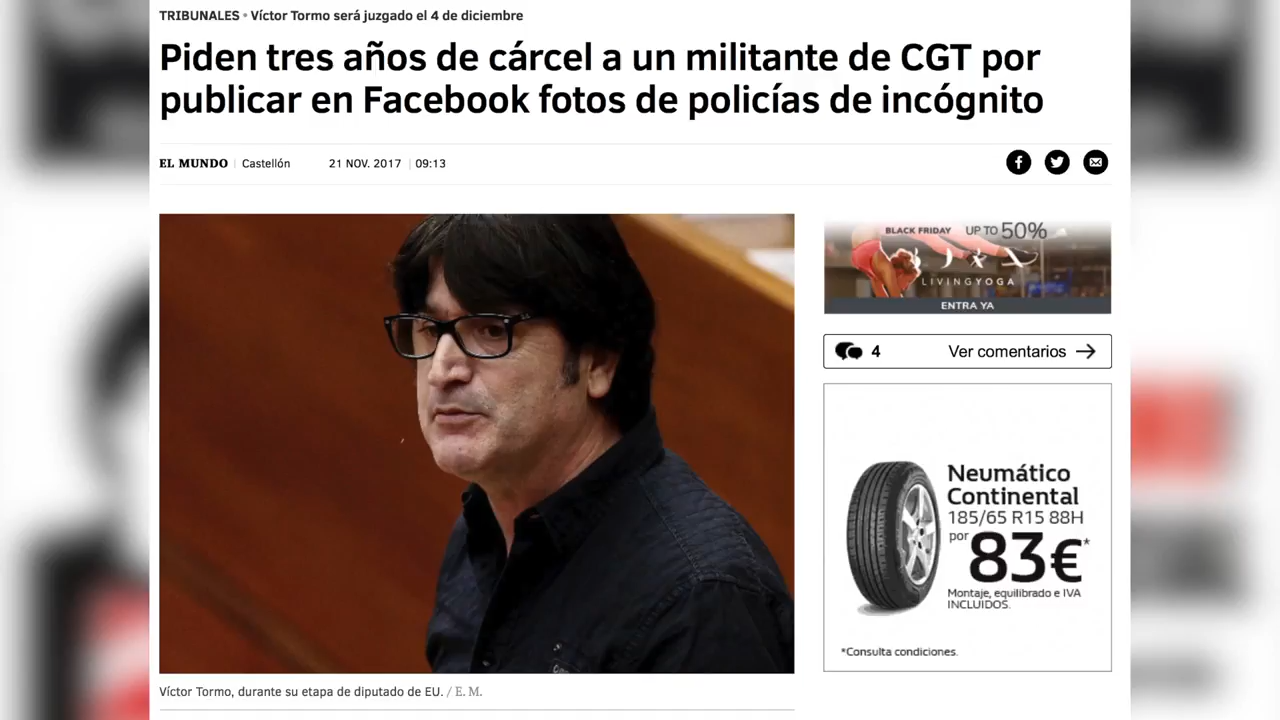 TRIBUNALES • Víctor Tormo será juzgado el 4 de diciembre
Piden tres años de cárcel a un militante de CGT por
publicar en Facebook fotos de policías de incógnito
EL MUNDO | Castellón 21 NOV. 2017 | 09:13
BLACK FRIDAY UP TO 50%
LIVINGYOGA
ENTRA YA
4 Ver comentarios →
Neumático
Continental
185/65 R15 88H
por 83€*
Montaje, equilibrado e IVA
INCLUIDOS.
*Consulta condiciones.
Víctor Tormo, durante su etapa de diputado de EU. / E. M.